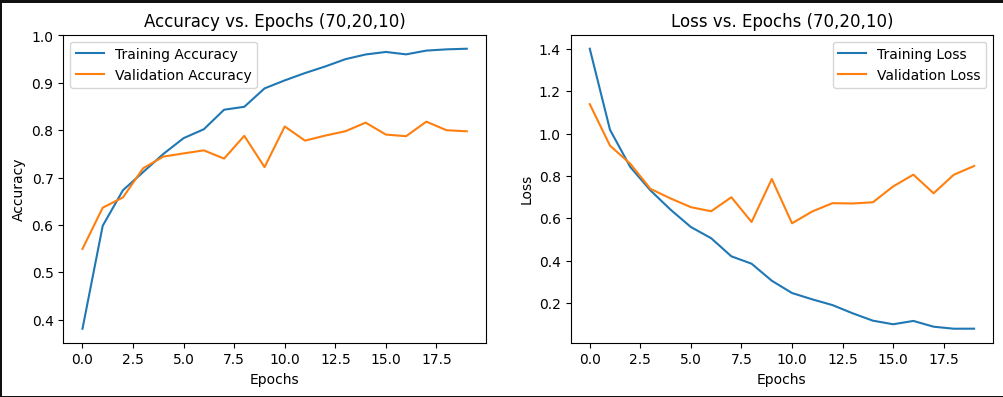 Accuracy vs. Epochs (70,20,10)
Training Accuracy
Validation Accuracy
1.0
0.9
0.8
0.7
0.6
0.5
0.4
Accuracy
0.0 2.5 5.0 7.5 10.0 12.5 15.0 17.5
Epochs
Loss vs. Epochs (70,20,10)
Training Loss
Validation Loss
1.4
1.2
1.0
0.8
0.6
0.4
0.2
Loss
0.0 2.5 5.0 7.5 10.0 12.5 15.0 17.5
Epochs